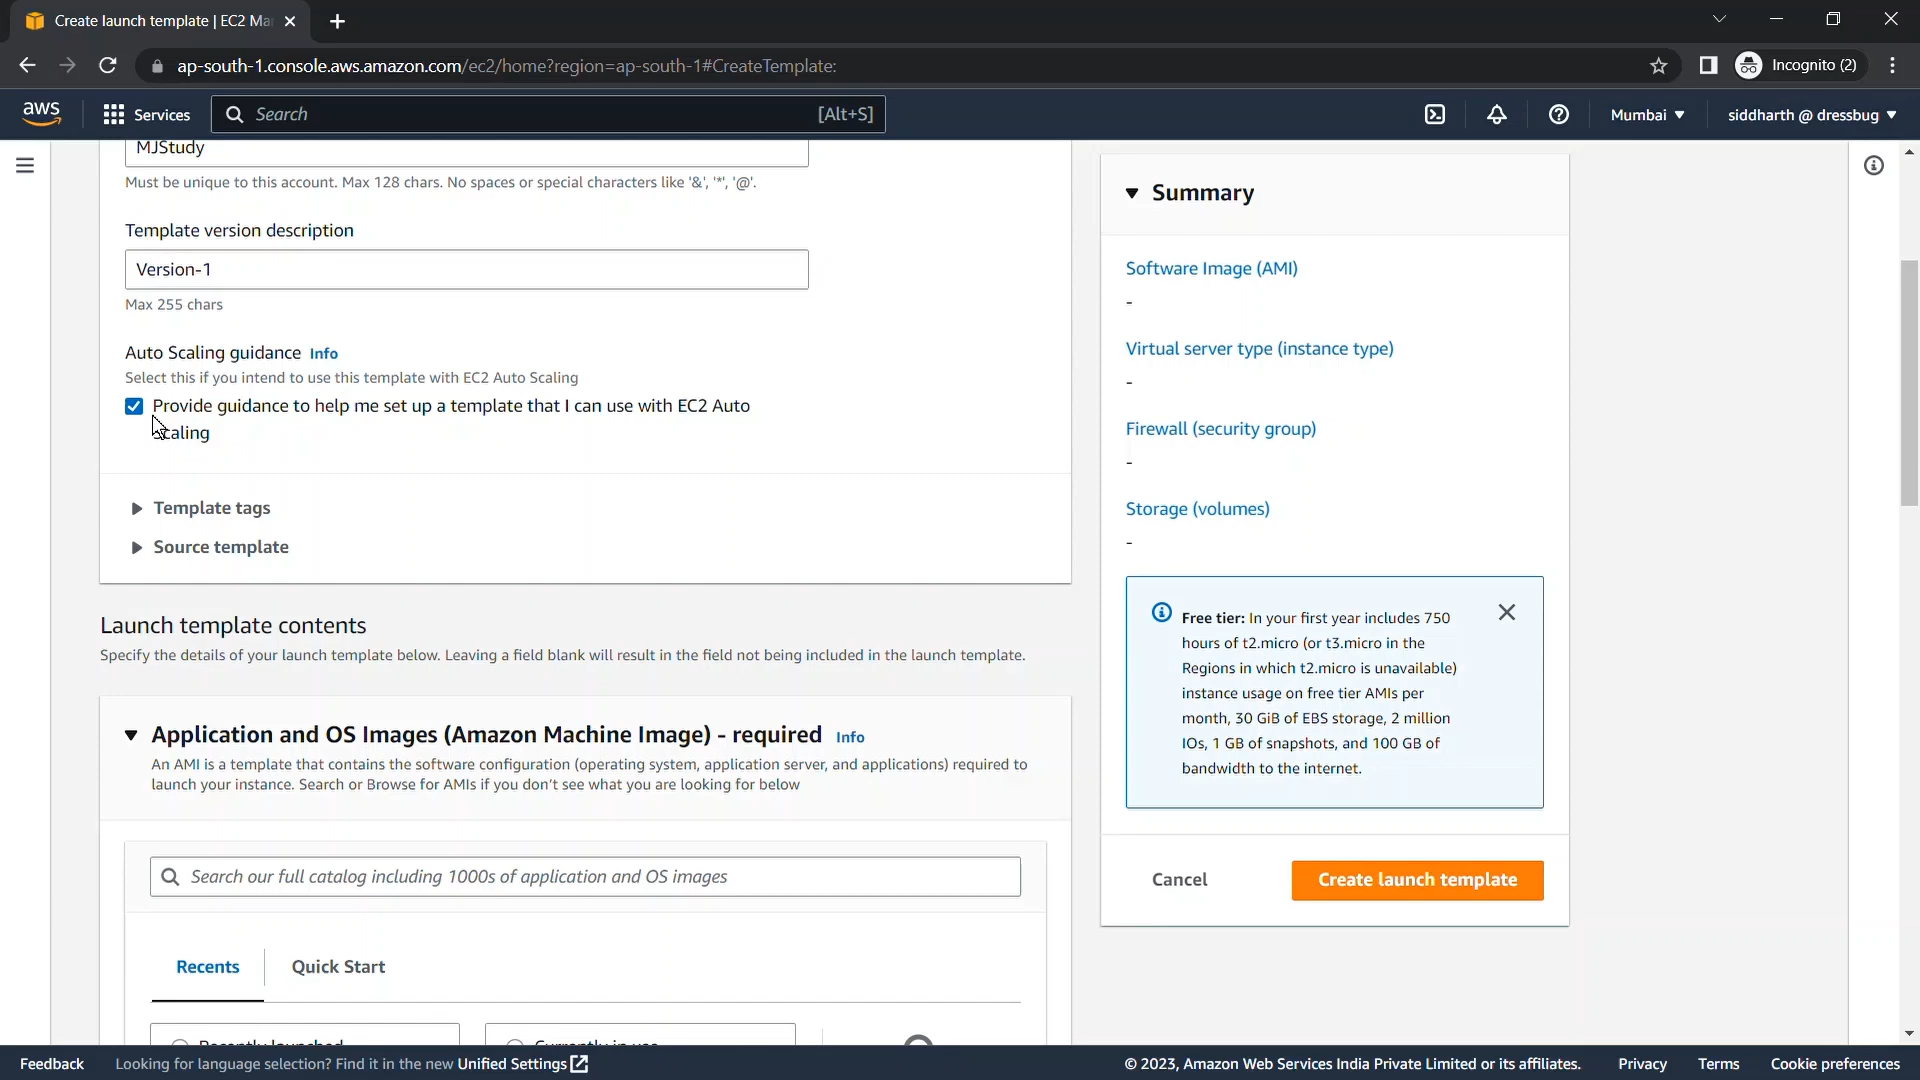 Create launch template | EC2 Ma
ap-south-1.console.aws.amazon.com/ec2/home?region=ap-south-1#CreateTemplate:
Incognito (2)
aws
Services
Search
[Alt+S]
Mumbai
siddharth @ dressbug
MJStudy
Must be unique to this account. Max 128 chars. No spaces or special characters like '&', '*', '@'.
Template version description
Version-1
Max 255 chars
Auto Scaling guidance Info
Select this if you intend to use this template with EC2 Auto Scaling
Provide guidance to help me set up a template that I can use with EC2 Auto
Scaling
Template tags
Source template
Launch template contents
Specify the details of your launch template below. Leaving a field blank will result in the field not being included in the launch template.
Application and OS Images (Amazon Machine Image) - required Info
An AMI is a template that contains the software configuration (operating system, application server, and applications) required to
launch your instance. Search or Browse for AMIs if you don't see what you are looking for below
Search our full catalog including 1000s of application and OS images
Recents
Quick Start
Recently launched
Currently in use
Summary
Software Image (AMI)
-
Virtual server type (instance type)
-
Firewall (security group)
-
Storage (volumes)
-
Free tier: In your first year includes 750
hours of t2.micro (or t3.micro in the
Regions in which t2.micro is unavailable)
instance usage on free tier AMIs per
month, 30 GiB of EBS storage, 2 million
IOs, 1 GB of snapshots, and 100 GB of
bandwidth to the internet.
Cancel
Create launch template
Feedback
Looking for language selection? Find it in the new Unified Settings
© 2023, Amazon Web Services India Private Limited or its affiliates.
Privacy
Terms
Cookie preferences